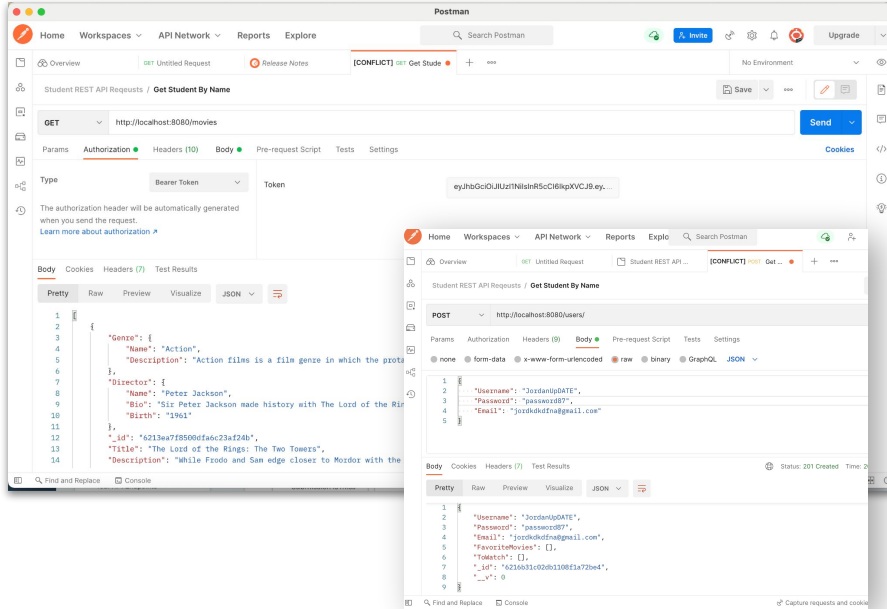 Postman
Home Workspaces API Network Reports Explore Search Postman Invite Upgrade
Overview GET Untitled Request Release Notes [CONFLICT] GET Get Stude No Environment
Student REST API Reqeusts / Get Student By Name Save
GET http://localhost:8080/movies Send
Params Authorization Headers (10) Body Pre-request Script Tests Settings Cookies
Type Bearer Token Token
The authorization header will be automatically generated
when you send the request.
Learn more about authorization
Body Cookies Headers (7) Test Results
Pretty Raw Preview Visualize JSON
1 [
2 {
3 "Genre": {
4 "Name": "Action",
5 "Description": "Action films is a film genre in which the prota
6 },
7 "Director": {
8 "Name": "Peter Jackson",
9 "Bio": "Sir Peter Jackson made history with The Lord of the Rin
10 "Birth": "1961"
11 },
12 "_id": "6213ea7f8500dfa6c23af24b",
13 "Title": "The Lord of the Rings: The Two Towers",
14 "Description": "While Frodo and Sam edge closer to Mordor with the
Find and Replace Console
Home Workspaces API Network Reports Explo Search Postman
Overview GET Untitled Request Student REST API ... [CONFLICT] POST Get ...
Student REST API Reqeusts / Get Student By Name
POST http://localhost:8080/users/
Params Authorization Headers (9) Body Pre-request Script Tests Settings
none form-data x-www-form-urlencoded raw binary GraphQL JSON
1 {
2 "Username": "JordanUpDATE",
3 "Password": "password87",
4 "Email": "jordkdkdfna@gmail.com"
5 }
Body Cookies Headers (7) Test Results Status: 201 Created Time:
Pretty Raw Preview Visualize JSON
1 {
2 "Username": "JordanUpDATE",
3 "Password": "password87",
4 "Email": "jordkdkdfna@gmail.com",
5 "FavoriteMovies": [],
6 "ToWatch": [],
7 "_id": "6216b31c02db1108f1a72be4",
8 "__v": 0
9 }
Find and Replace Console Capture requests and cookie